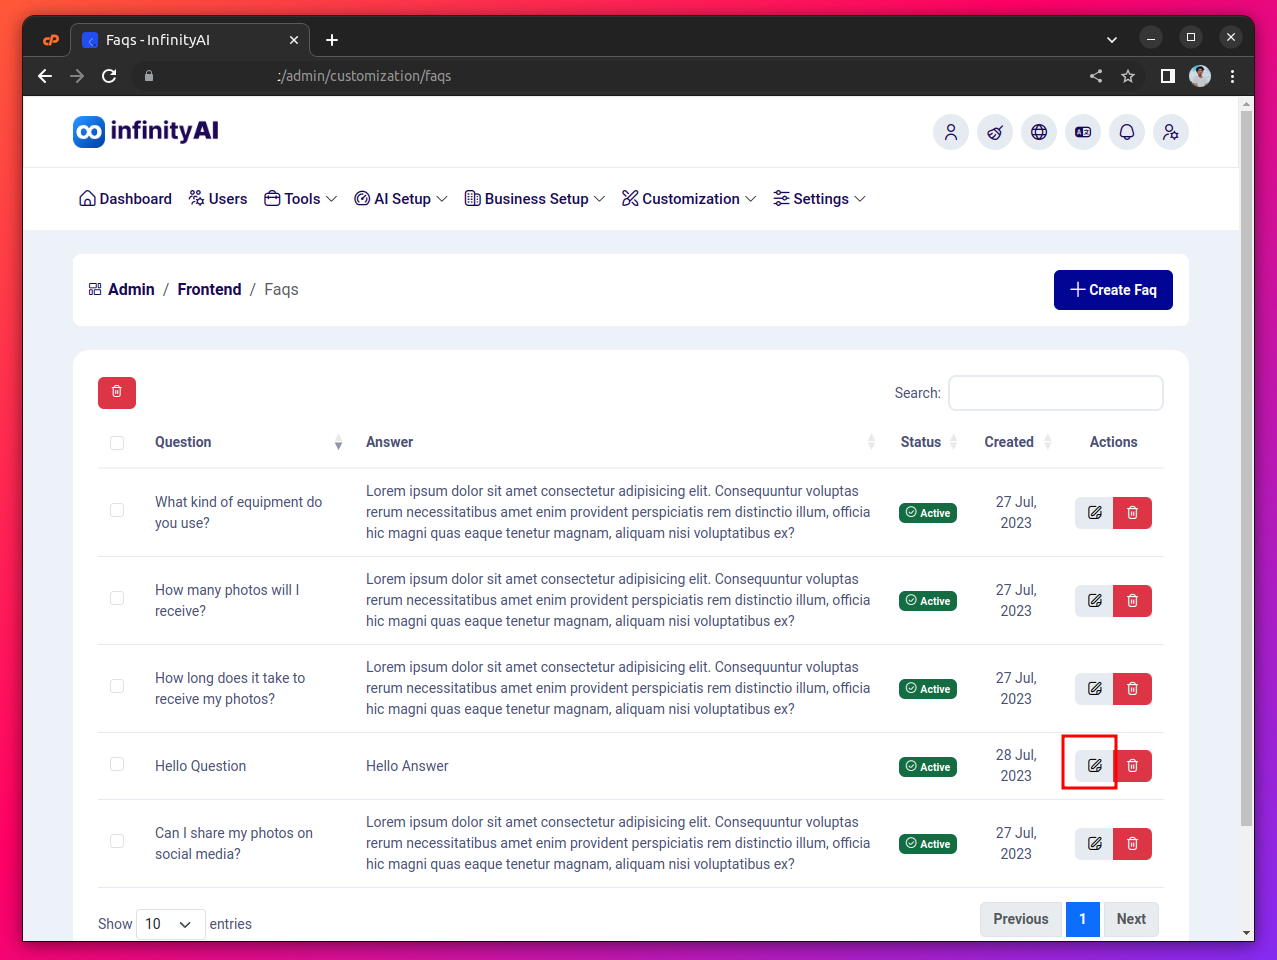 Faqs - InfinityAI
:/admin/customization/faqs
infinityAI
Dashboard Users Tools AI Setup Business Setup Customization Settings
Admin / Frontend / Faqs
Create Faq
Search:
Question Answer Status Created Actions
What kind of equipment do
you use?
Lorem ipsum dolor sit amet consectetur adipisicing elit. Consequuntur voluptas
rerum necessitatibus amet enim provident perspiciatis rem distinctio illum, officia
hic magni quas eaque tenetur magnam, aliquam nisi voluptatibus ex?
Active
27 Jul,
2023
How many photos will I
receive?
Lorem ipsum dolor sit amet consectetur adipisicing elit. Consequuntur voluptas
rerum necessitatibus amet enim provident perspiciatis rem distinctio illum, officia
hic magni quas eaque tenetur magnam, aliquam nisi voluptatibus ex?
Active
27 Jul,
2023
How long does it take to
receive my photos?
Lorem ipsum dolor sit amet consectetur adipisicing elit. Consequuntur voluptas
rerum necessitatibus amet enim provident perspiciatis rem distinctio illum, officia
hic magni quas eaque tenetur magnam, aliquam nisi voluptatibus ex?
Active
27 Jul,
2023
Hello Question
Hello Answer
Active
28 Jul,
2023
Can I share my photos on
social media?
Lorem ipsum dolor sit amet consectetur adipisicing elit. Consequuntur voluptas
rerum necessitatibus amet enim provident perspiciatis rem distinctio illum, officia
hic magni quas eaque tenetur magnam, aliquam nisi voluptatibus ex?
Active
27 Jul,
2023
Show 10 entries
Previous 1 Next